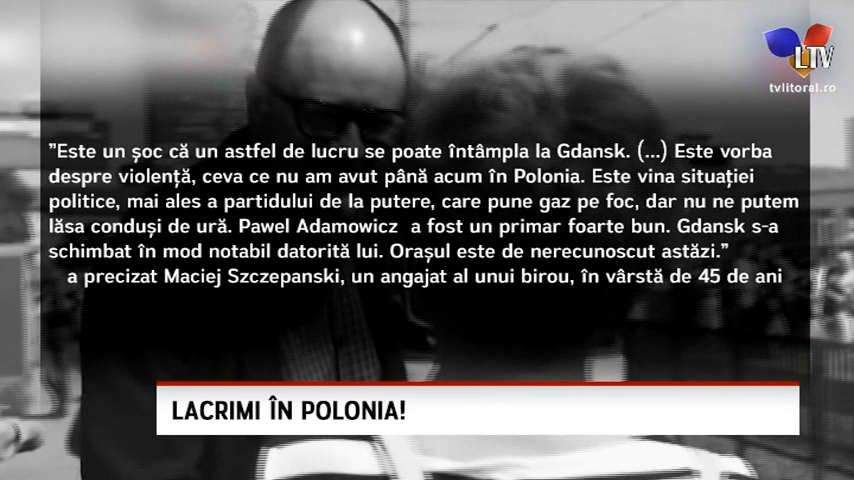 LTV
tvlitoral.ro
"Este un șoc că un astfel de lucru se poate întâmpla la Gdansk. (...) Este vorba
despre violență, ceva ce nu am avut până acum în Polonia. Este vina situației
politice, mai ales a partidului de la putere, care pune gaz pe foc, dar nu ne putem
lăsa conduși de ură. Pawel Adamowicz a fost un primar foarte bun. Gdansk s-a
schimbat în mod notabil datorită lui. Orașul este de nerecunoscut astăzi."
a precizat Maciej Szczepanski, un angajat al unui birou, în vârstă de 45 de ani
LACRIMI ÎN POLONIA!